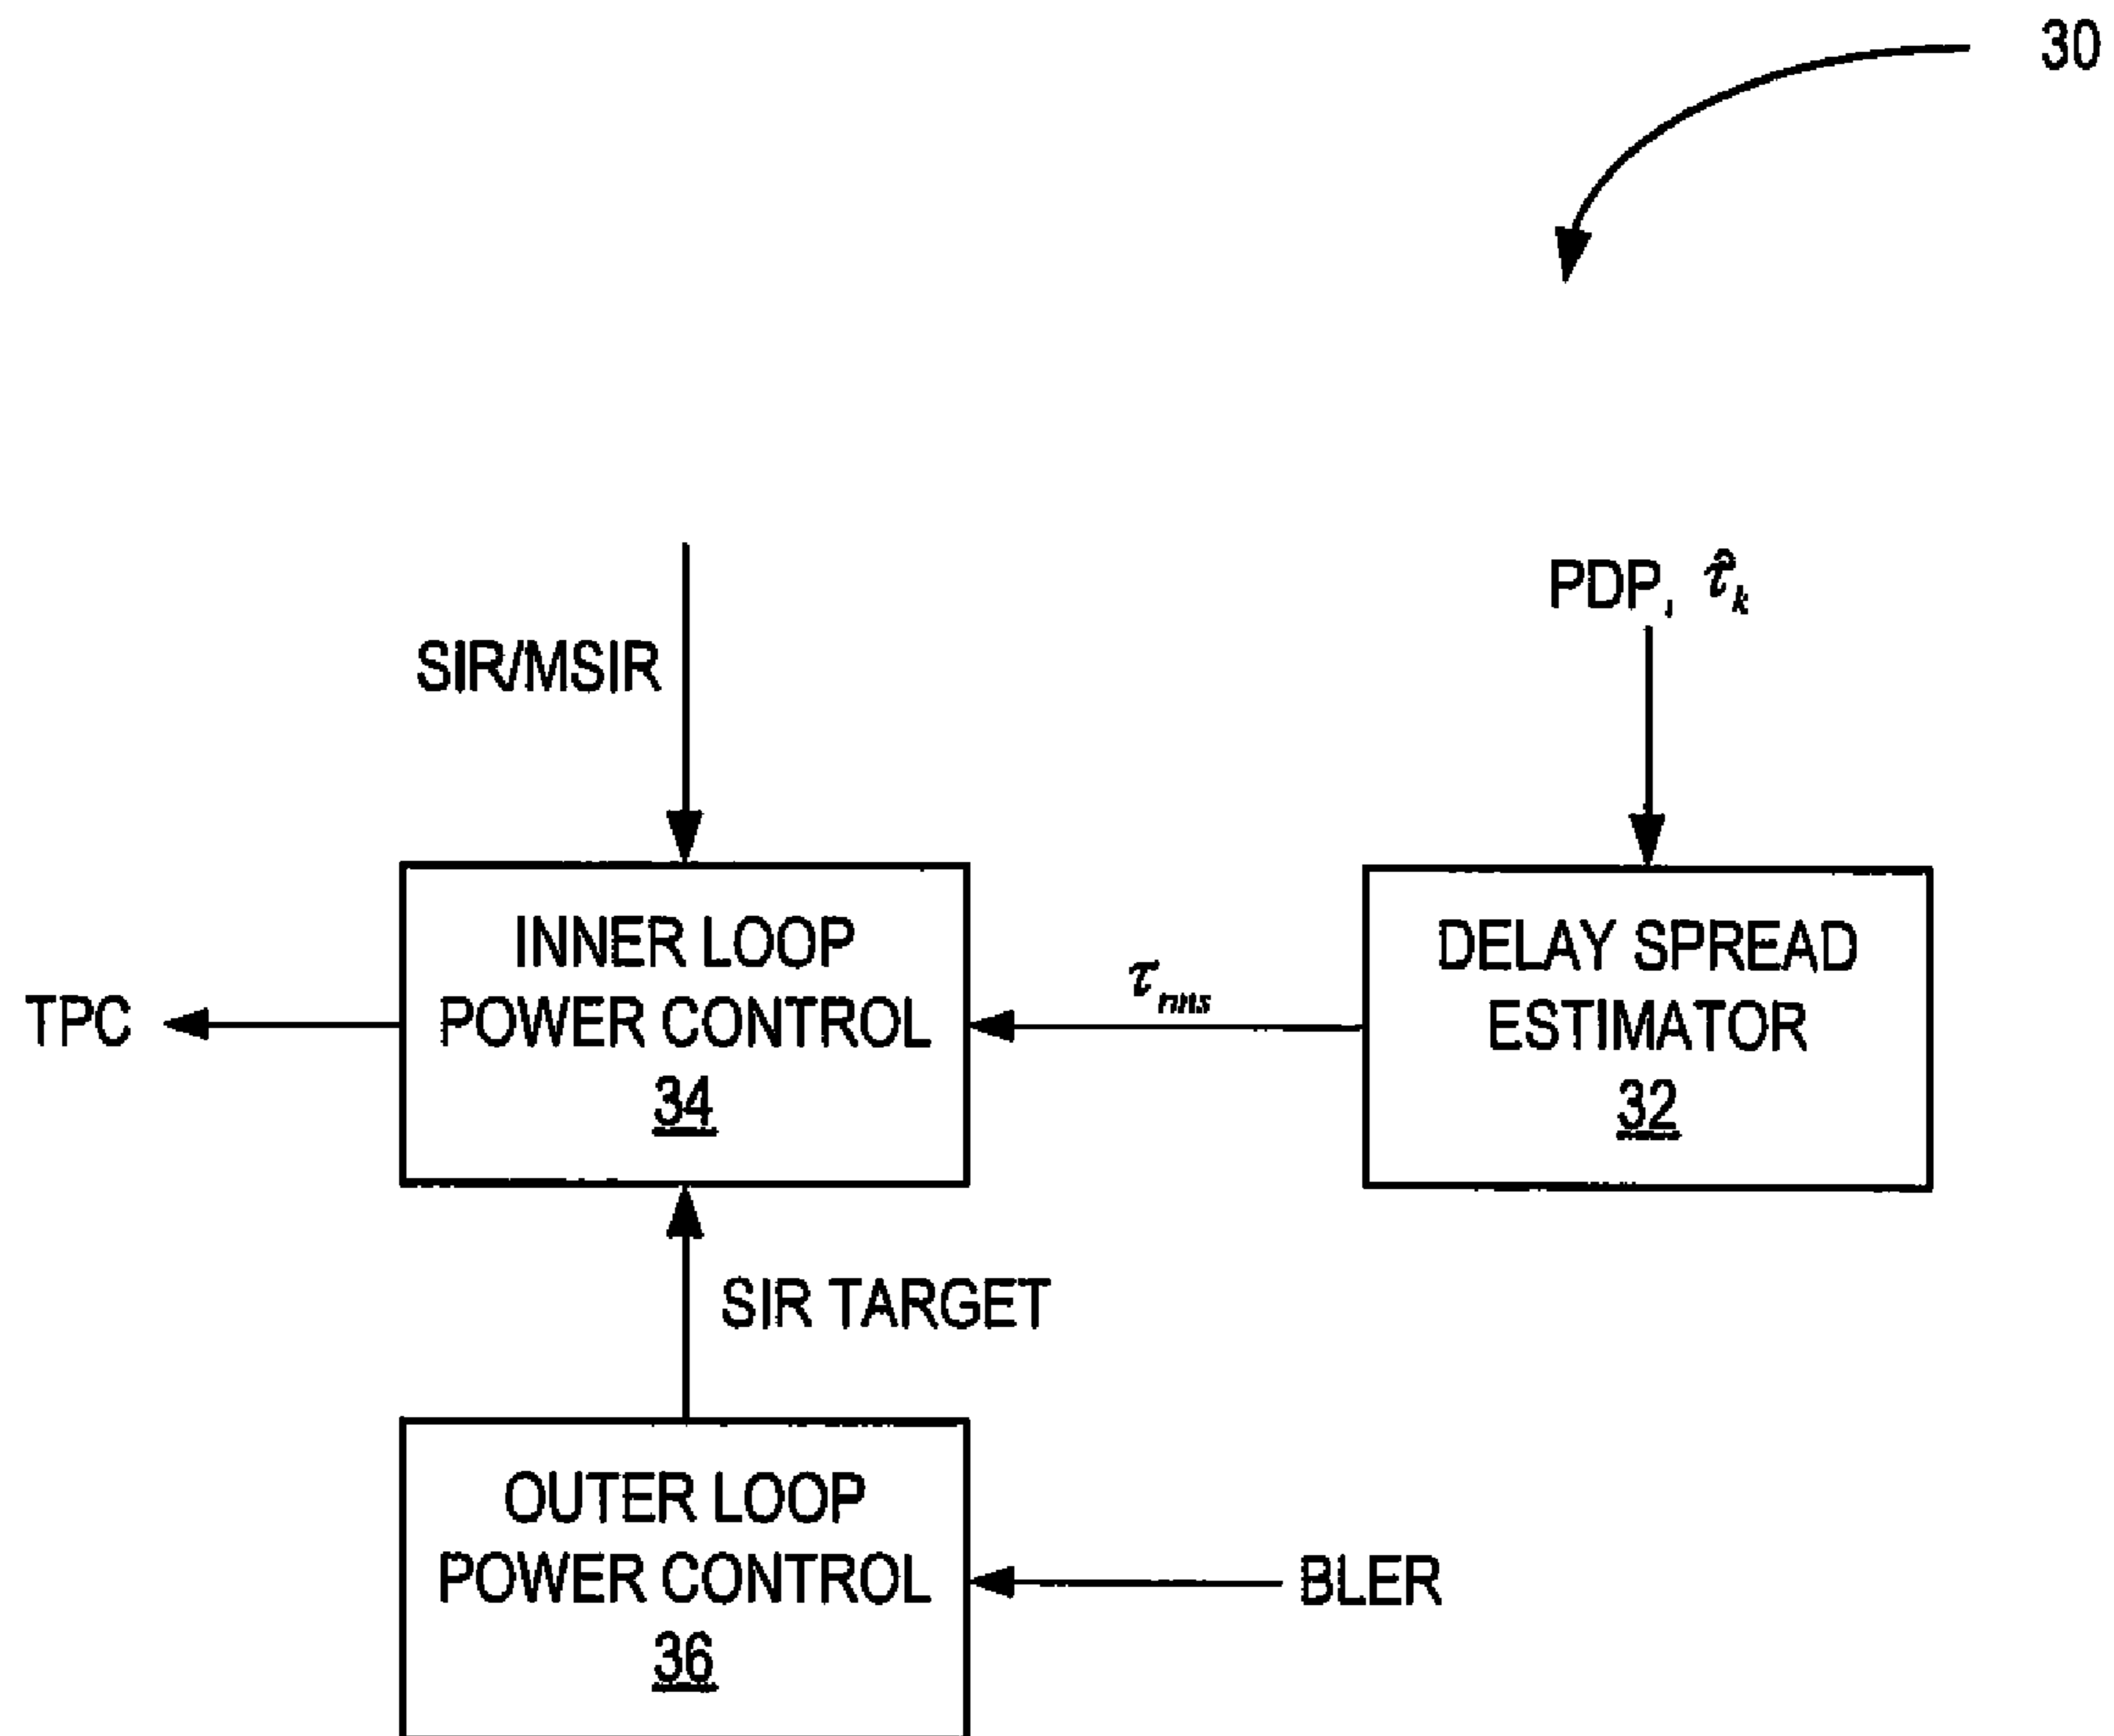 30
PDP, τ̂k
SIR/MSIR
INNER LOOP
POWER CONTROL
34
DELAY SPREAD
ESTIMATOR
32
τrms
TPC
SIR TARGET
OUTER LOOP
POWER CONTROL
36
BLER